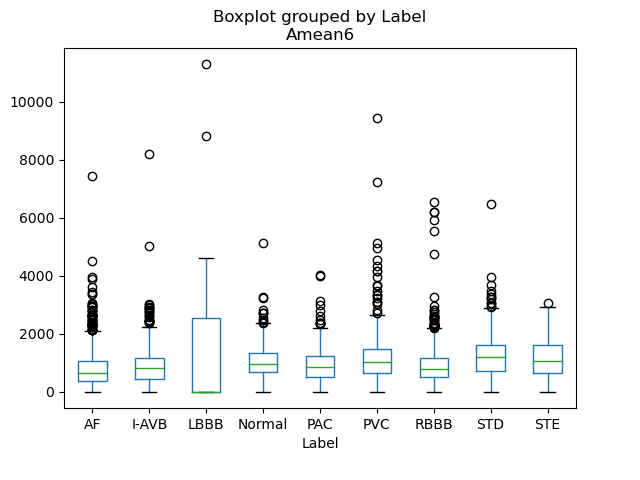 Boxplot grouped by Label
Amean6
10000
8000
6000
4000
2000
0
AF I-AVB LBBB Normal PAC PVC RBBB STD STE
Label